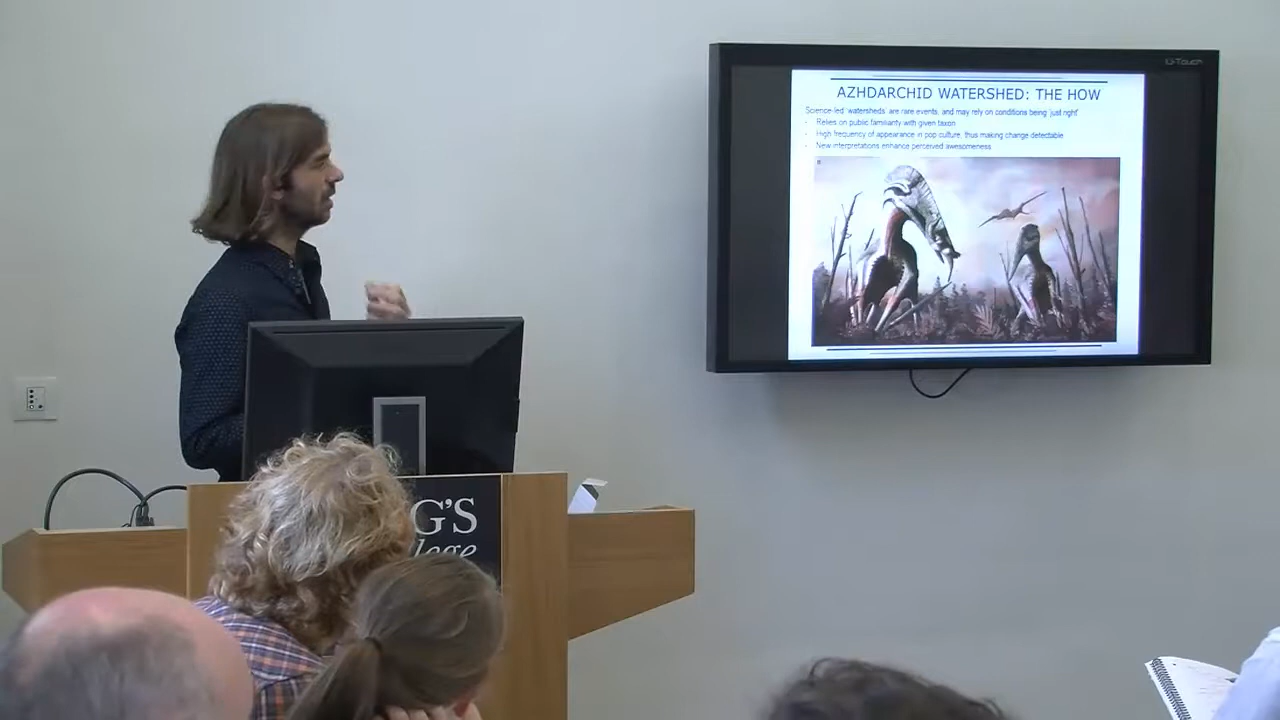 U-Touch
AZHDARCHID WATERSHED: THE HOW
Science-led 'watersheds' are rare events, and may rely on conditions being 'just right'
- Relies on public familiarity with given taxon
- High frequency of appearance in pop culture, thus making change detectable
- New interpretations enhance perceived awesomeness
G'S
llege